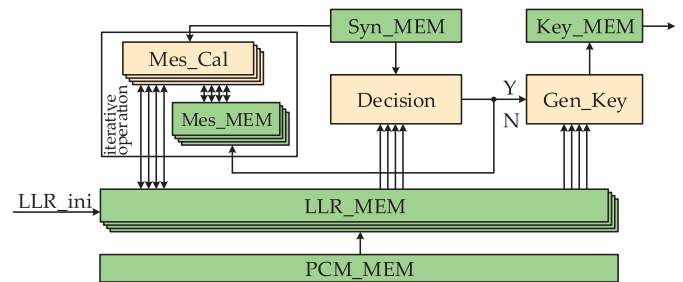 Syn_MEM
Key_MEM
Mes_Cal
Mes_MEM
iterative
operation
Decision
Y
N
Gen_Key
LLR_ini
LLR_MEM
PCM_MEM